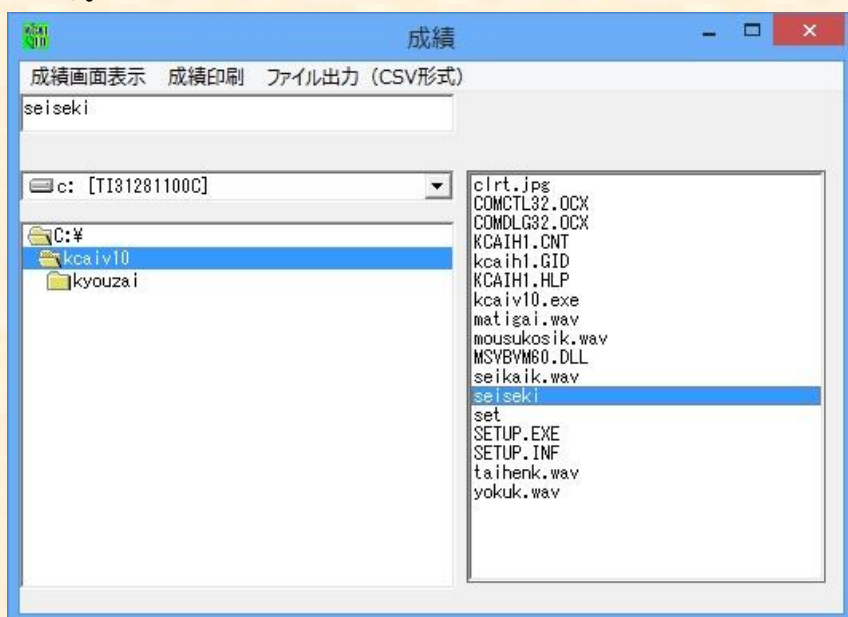 成績
成績画面表示 成績印刷 ファイル出力（CSV形式）
seiseki
c: [TI31281100C]
C:¥
kcaiv10
kyouzai
clrt.jpg
COMCTL32.OCX
COMDLG32.OCX
KCAIH1.CNT
kcaih1.GID
KCAIH1.HLP
kcaiv10.exe
matigai.wav
mousukosik.wav
MSVBVM60.DLL
seikaik.wav
seiseki
set
SETUP.EXE
SETUP.INF
taihenk.wav
yokuk.wav